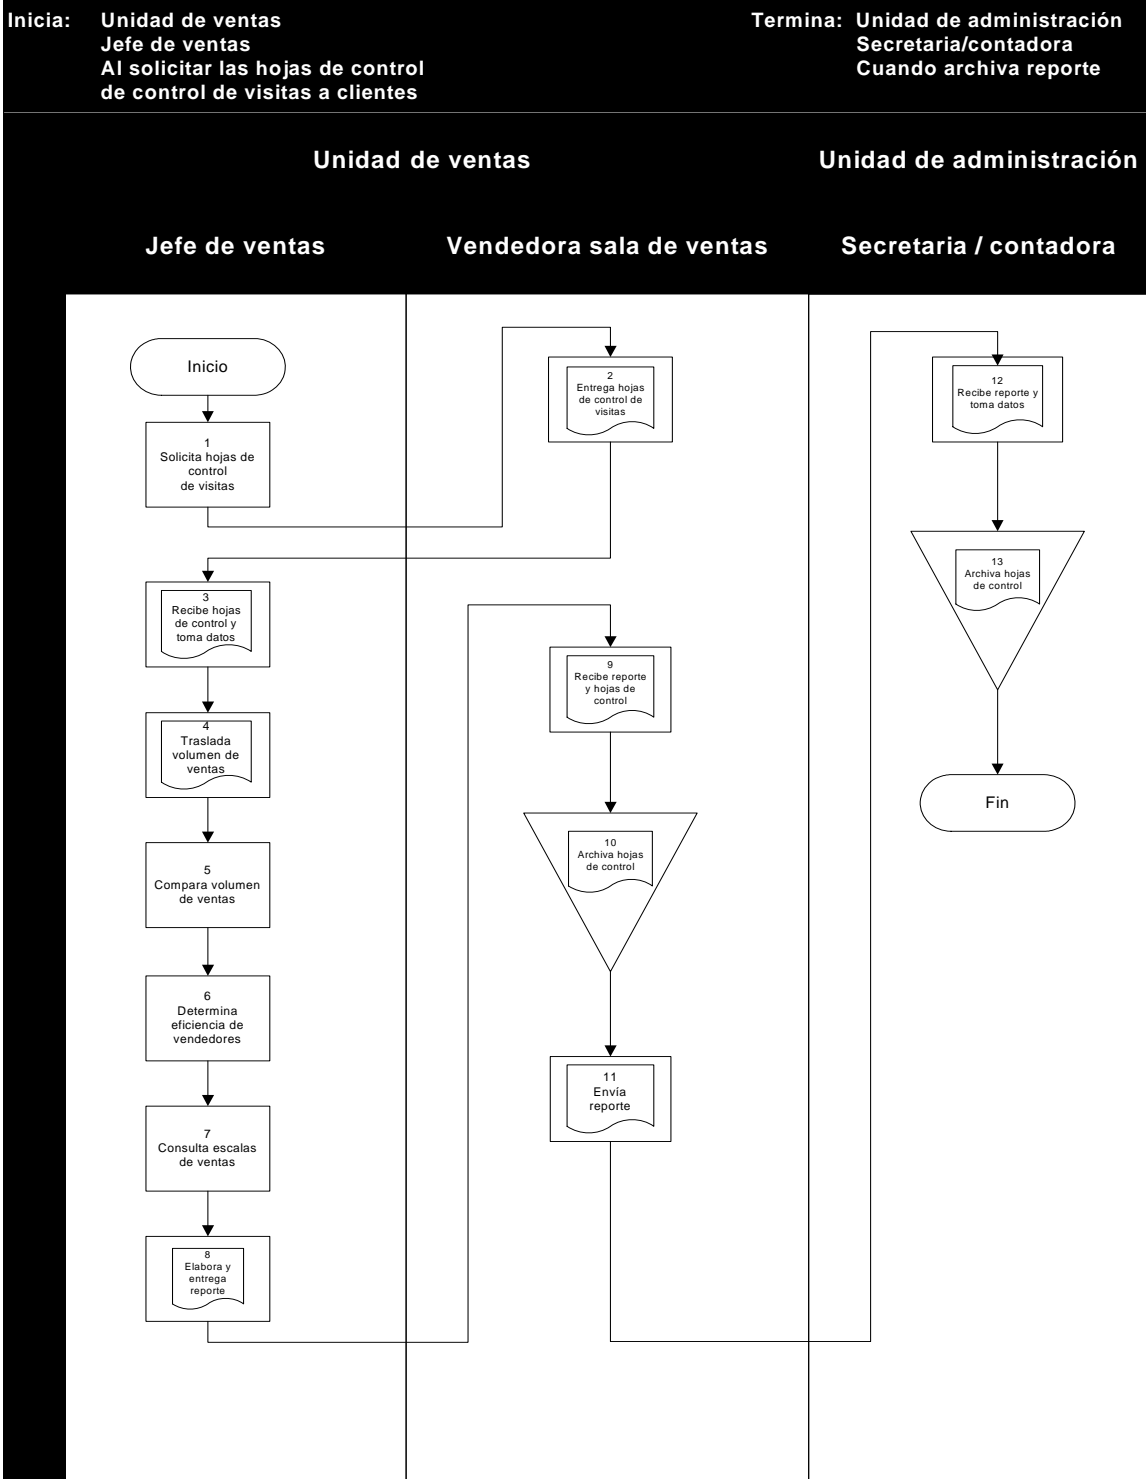 Inicia: Unidad de ventas
Jefe de ventas
Al solicitar las hojas de control
de control de visitas a clientes
Termina: Unidad de administración
Secretaria/contadora
Cuando archiva reporte
Unidad de ventas
Unidad de administración
Jefe de ventas
Vendedora sala de ventas
Secretaria / contadora
Inicio
1
Solicita hojas de
control
de visitas
2
Entrega hojas
de control de
visitas
3
Recibe hojas
de control y
toma datos
4
Traslada
volumen de
ventas
5
Compara volumen
de ventas
6
Determina
eficiencia de
vendedores
7
Consulta escalas
de ventas
8
Elabora y
entrega
reporte
9
Recibe reporte
y hojas de
control
10
Archiva hojas
de control
11
Envía
reporte
12
Recibe reporte y
toma datos
13
Archiva hojas
de control
Fin